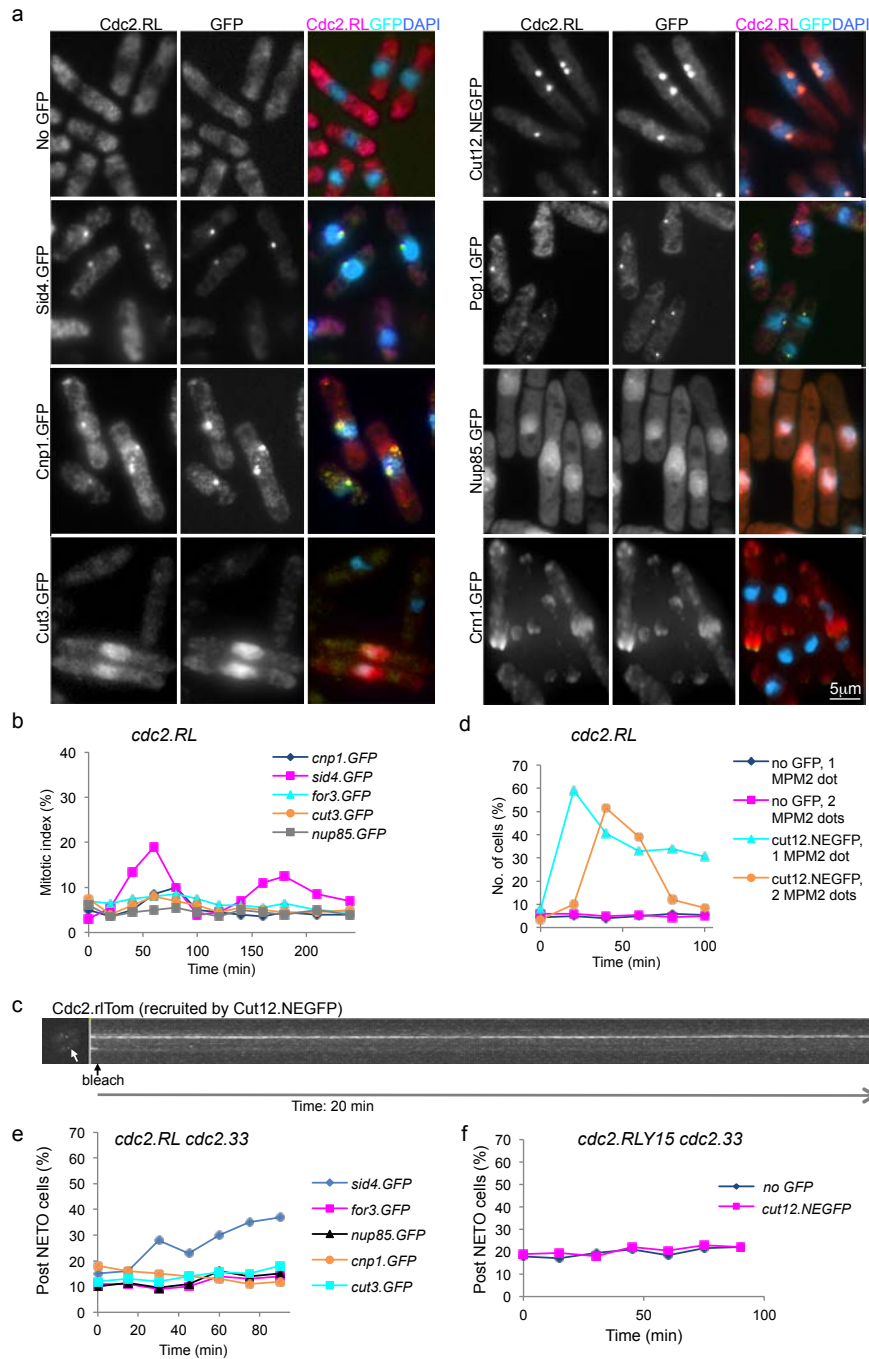 a
Cdc2.RL GFP Cdc2.RLGFPDAPI
No GFP
Sid4.GFP
Cnp1.GFP
Cut3.GFP
Cdc2.RL GFP Cdc2.RLGFPDAPI
Cut12.NEGFP
Pcp1.GFP
Nup85.GFP
Crn1.GFP
5μm
b
cdc2.RL
Mitotic index (%)
40
30
20
10
0
0 50 100 150 200
Time (min)
cnp1.GFP
sid4.GFP
for3.GFP
cut3.GFP
nup85.GFP
d
cdc2.RL
No. of cells (%)
70
60
50
40
30
20
10
0
0 50 100
Time (min)
no GFP, 1
MPM2 dot
no GFP, 2
MPM2 dots
cut12.NEGFP,
1 MPM2 dot
cut12.NEGFP,
2 MPM2 dots
c
Cdc2.rlTom (recruited by Cut12.NEGFP)
bleach
Time: 20 min
e
cdc2.RL cdc2.33
Post NETO cells (%)
70
60
50
40
30
20
10
0
0 20 40 60 80
Time (min)
sid4.GFP
for3.GFP
nup85.GFP
cnp1.GFP
cut3.GFP
f
cdc2.RLY15 cdc2.33
Post NETO cells (%)
70
60
50
40
30
20
10
0
0 50 100
Time (min)
no GFP
cut12.NEGFP